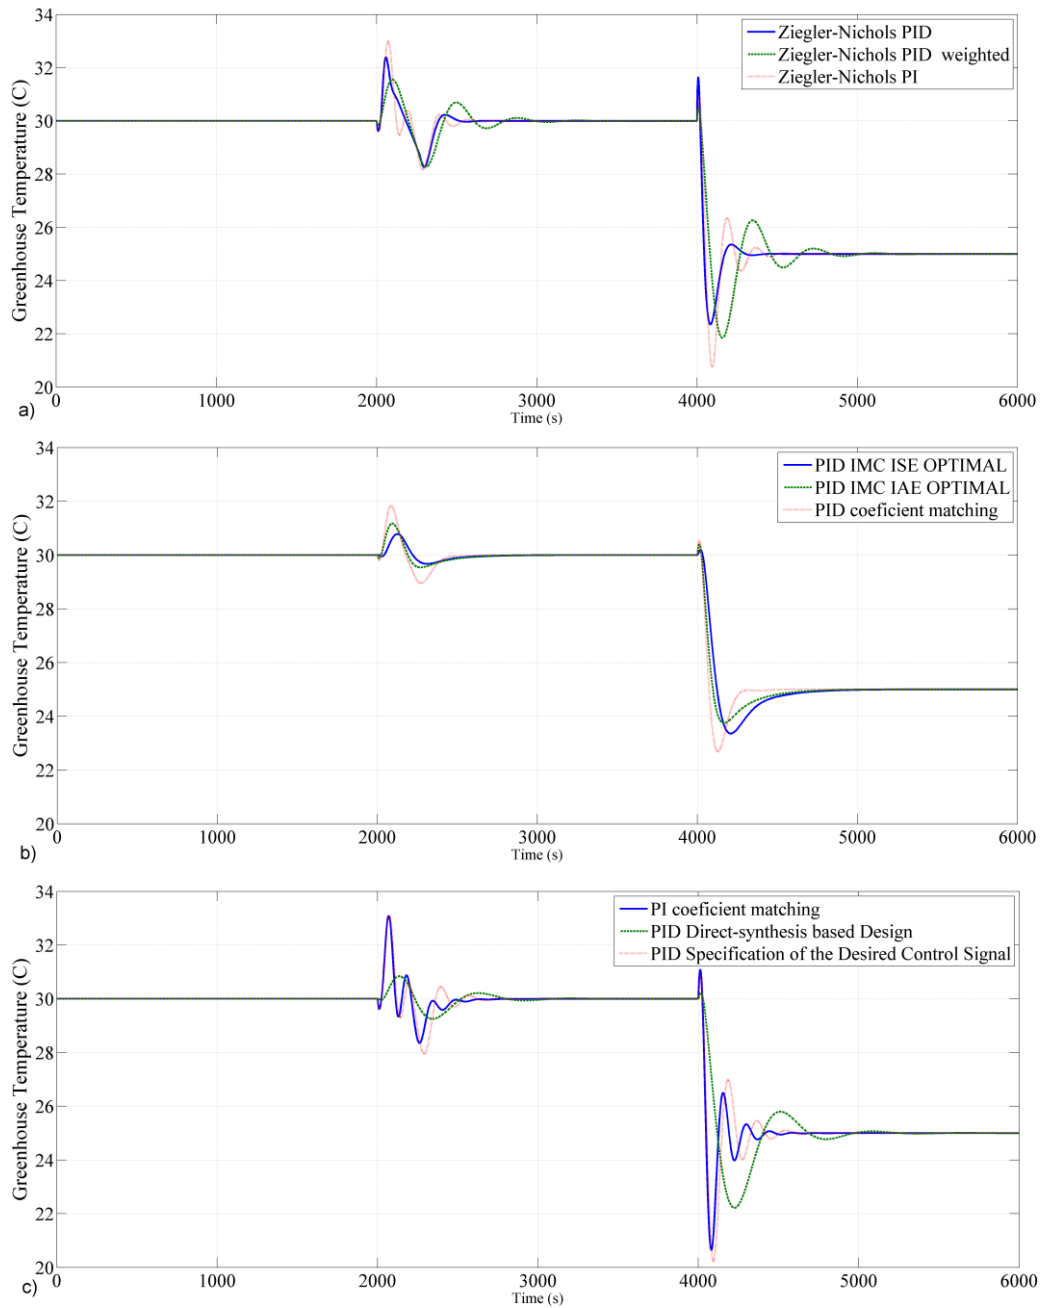 34
32
30
28
26
24
22
20
Greenhouse Temperature (C)
Ziegler-Nichols PID
Ziegler-Nichols PID weighted
Ziegler-Nichols PI
0
1000
2000
3000
4000
5000
6000
Time (s)
a)
34
32
30
28
26
24
22
20
Greenhouse Temperature (C)
PID IMC ISE OPTIMAL
PID IMC IAE OPTIMAL
PID coeficient matching
0
1000
2000
3000
4000
5000
6000
Time (s)
b)
34
32
30
28
26
24
22
20
Greenhouse Temperature (C)
PI coeficient matching
PID Direct-synthesis based Design
PID Specification of the Desired Control Signal
0
1000
2000
3000
4000
5000
6000
Time (s)
c)